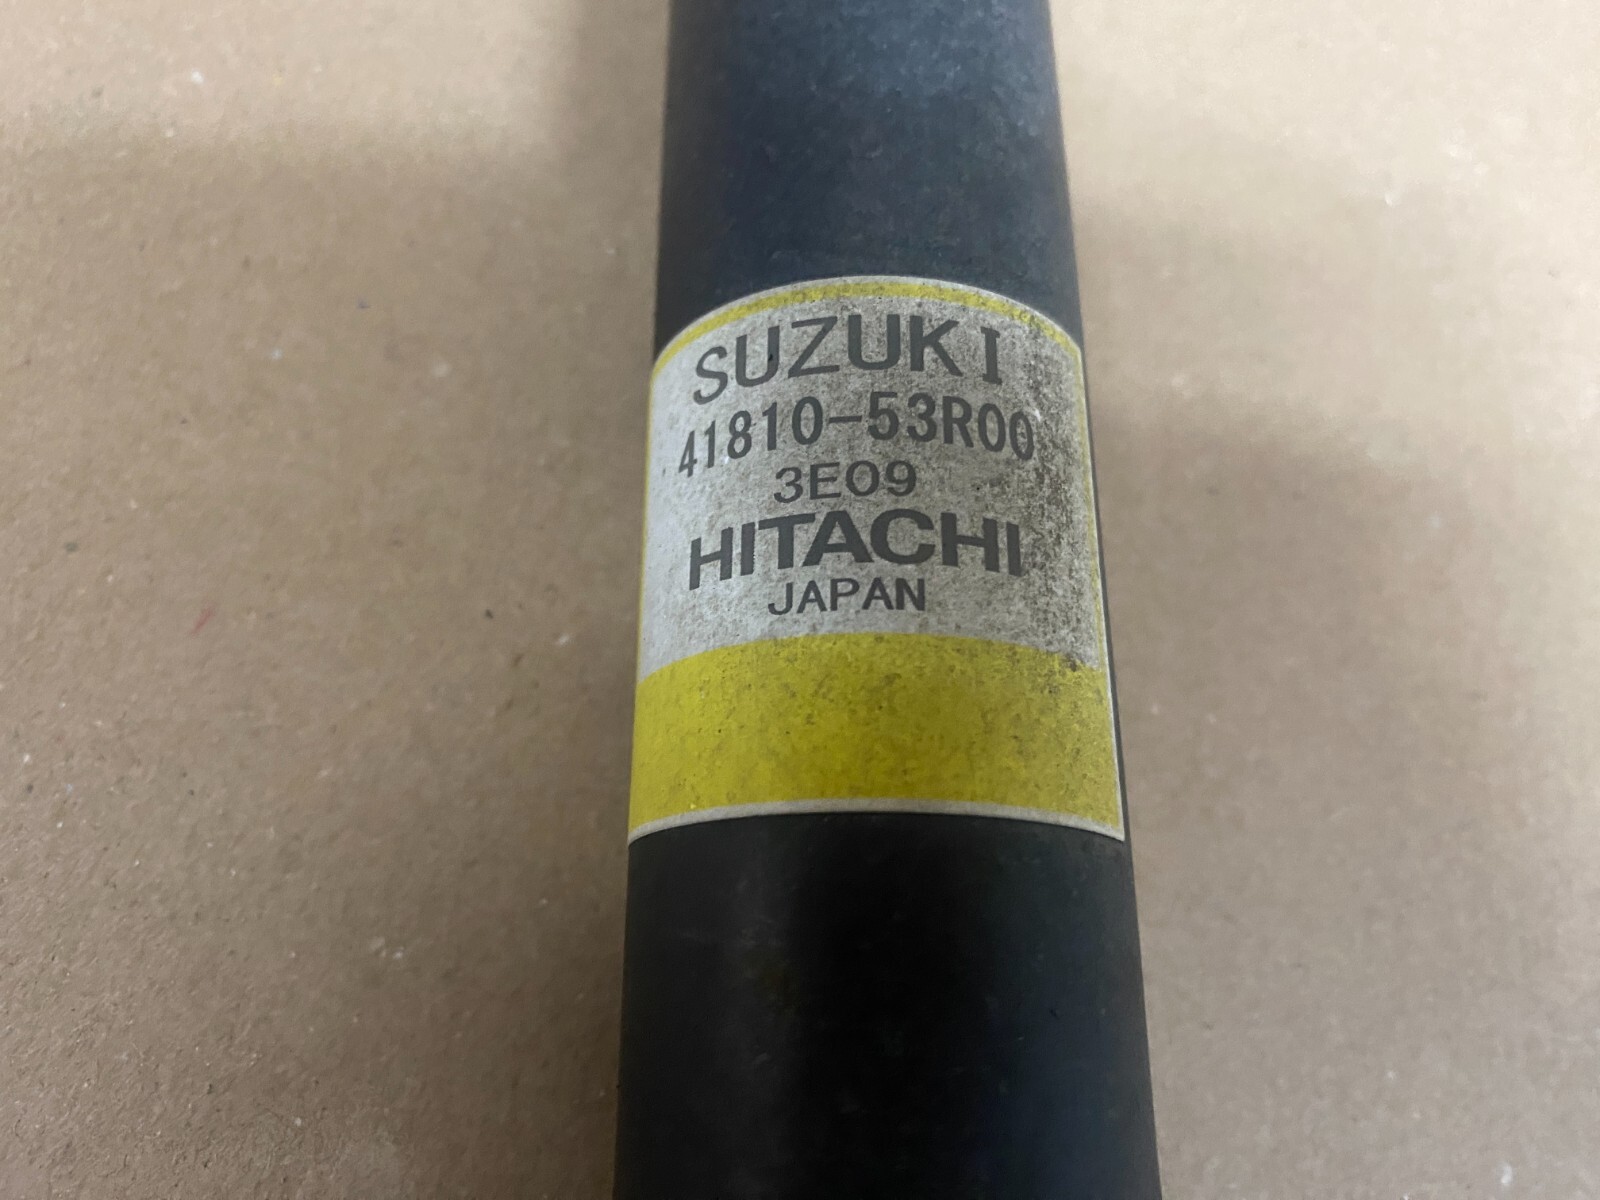 SUZUKI
41810-53R00
3E09
HITACHI
JAPAN